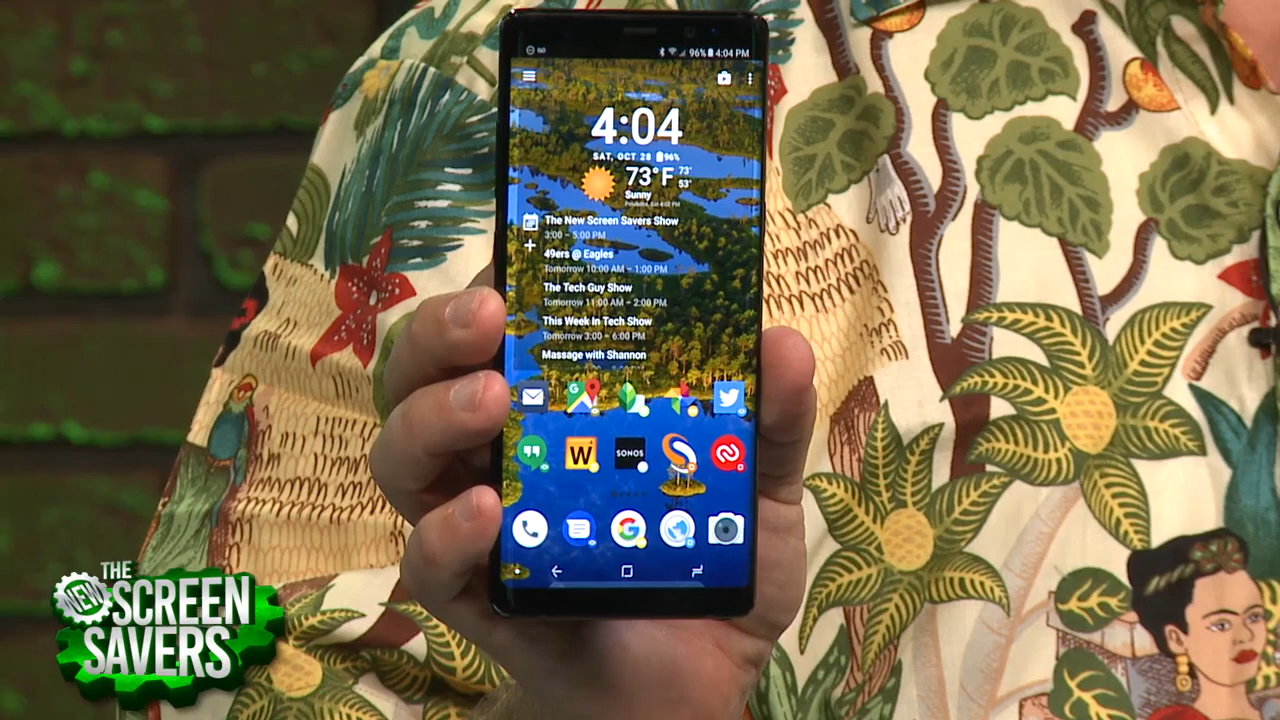 96% 4:04 PM
4:04
SAT, OCT 28 96%
73°F 73°
53°
Sunny
The New Screen Savers Show
3:00 – 5:00 PM
49ers @ Eagles
Tomorrow 10:00 AM – 1:00 PM
The Tech Guy Show
Tomorrow 11:00 AM – 2:00 PM
This Week In Tech Show
Tomorrow 3:00 – 6:00 PM
Massage with Shannon
W SONOS
G
THE
NEW SCREEN
SAVERS